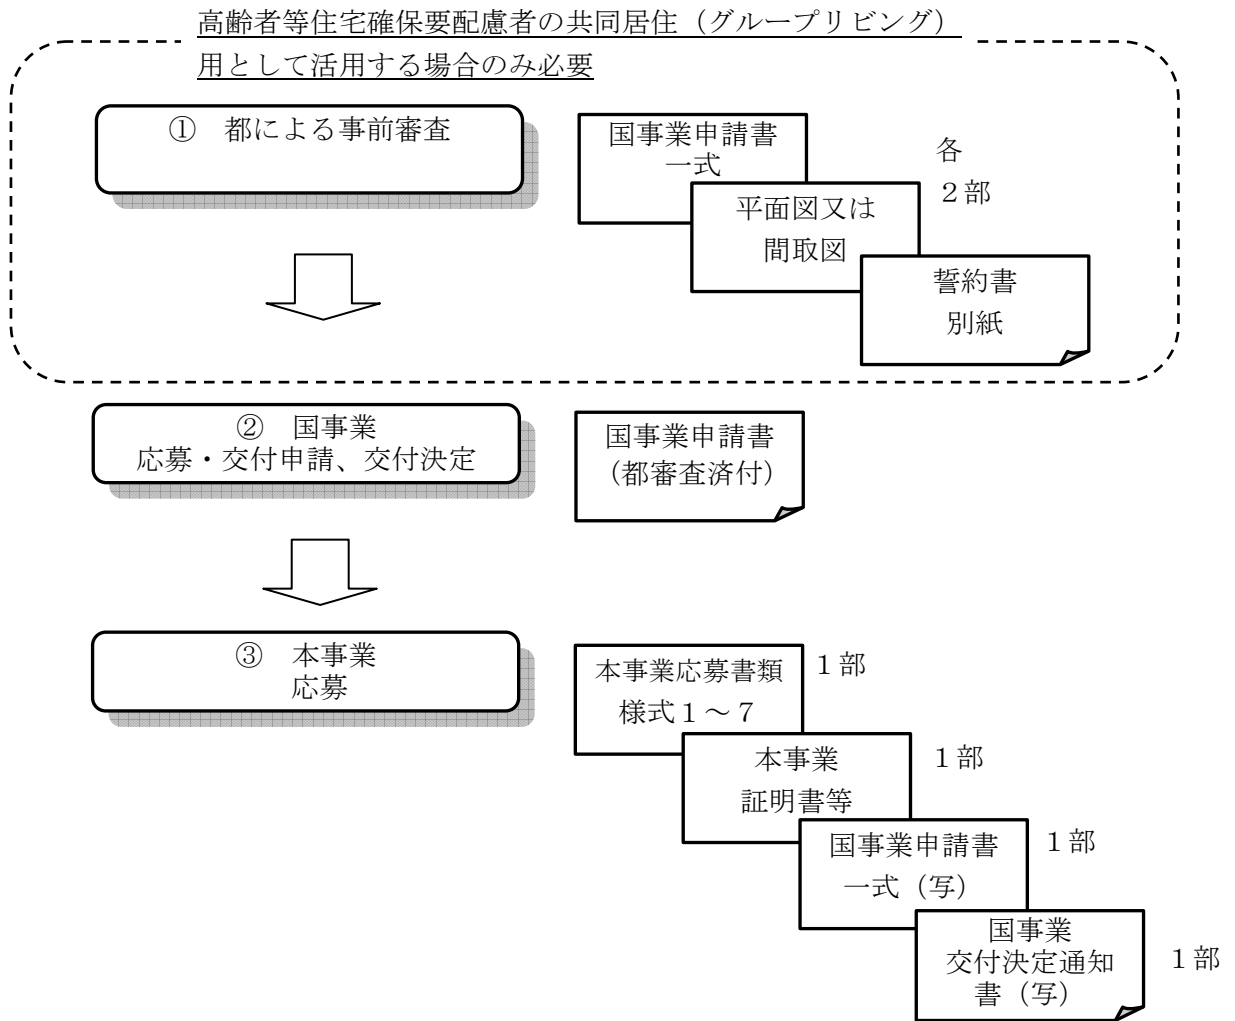 高齢者等住宅確保要配慮者の共同居住（グループリビング）
用として活用する場合のみ必要
①　都による事前審査
国事業申請書
一式
各
２部
平面図又は
間取図
誓約書
別紙
②　国事業
応募・交付申請、交付決定
国事業申請書
（都審査済付）
③　本事業
応募
本事業応募書類
様式１～７
１部
本事業
証明書等
１部
国事業申請書
一式（写）
１部
国事業
交付決定通知
書（写）
１部